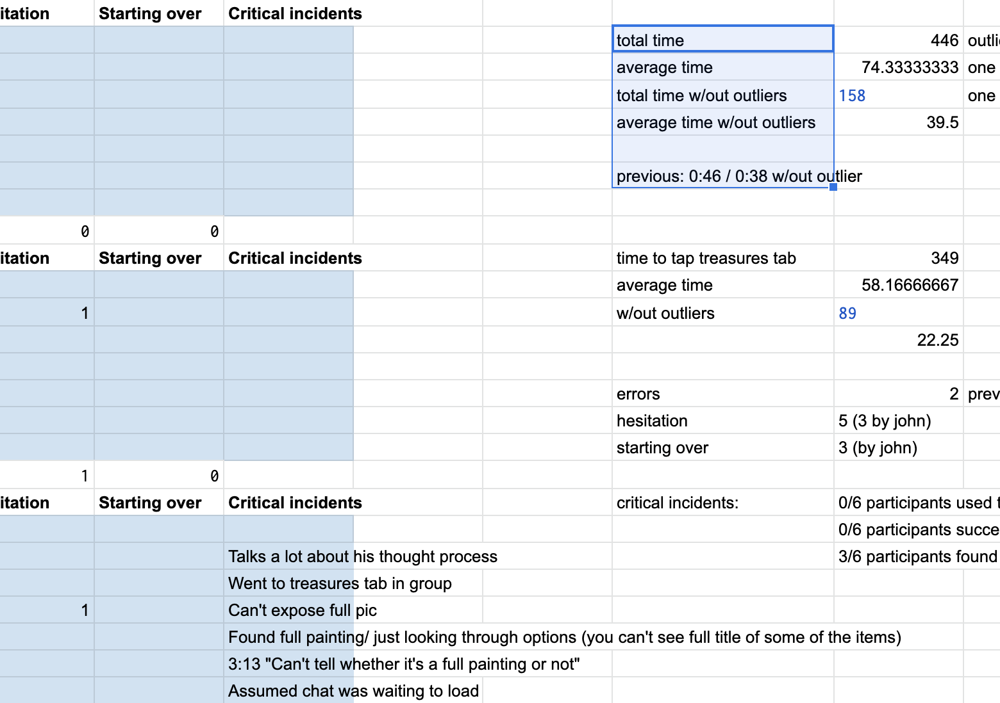 itation Starting over Critical incidents
total time 446 outli
average time 74.33333333 one
total time w/out outliers 158 one
average time w/out outliers 39.5
previous: 0:46 / 0:38 w/out outlier
0 0
itation Starting over Critical incidents time to tap treasures tab 349
average time 58.16666667
1 w/out outliers 89
22.25
errors 2 prev
hesitation 5 (3 by john)
starting over 3 (by john)
1 0
itation Starting over Critical incidents critical incidents: 0/6 participants used t
0/6 participants succe
Talks a lot about his thought process 3/6 participants found
Went to treasures tab in group
1 Can't expose full pic
Found full painting/ just looking through options (you can't see full title of some of the items)
3:13 "Can't tell whether it's a full painting or not"
Assumed chat was waiting to load